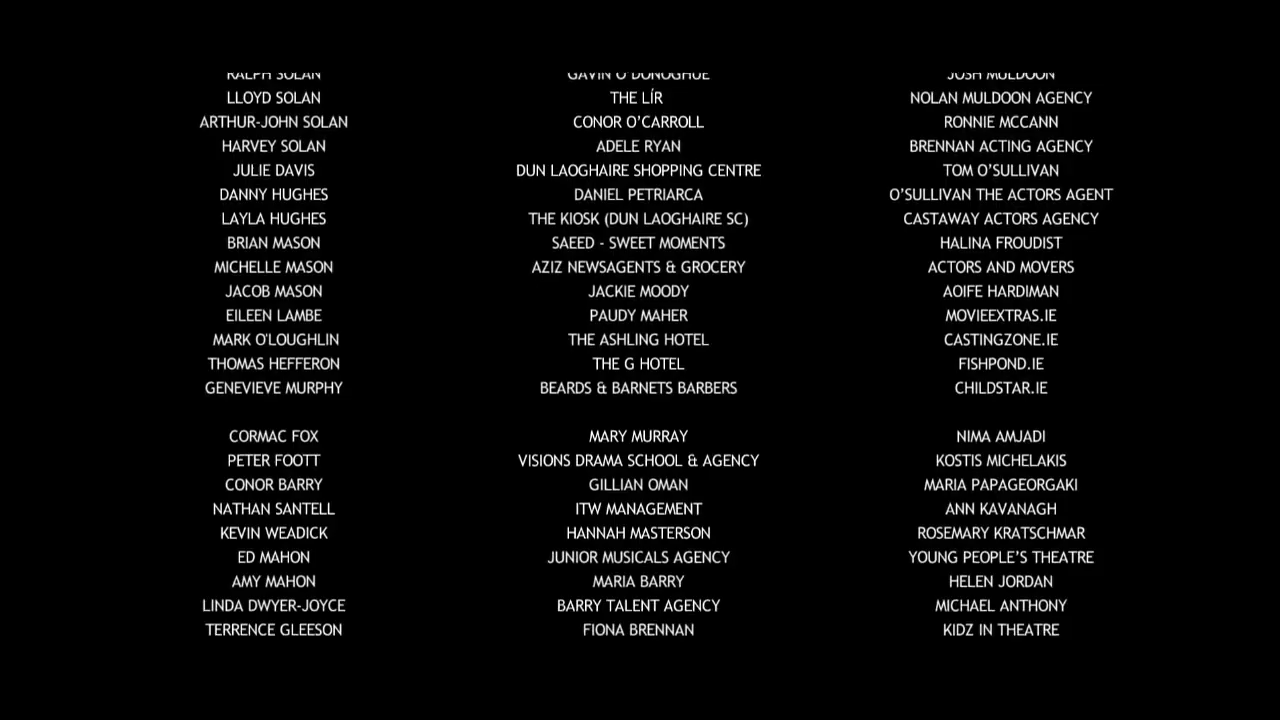 RALPH SOLAN
LLOYD SOLAN
ARTHUR-JOHN SOLAN
HARVEY SOLAN
JULIE DAVIS
DANNY HUGHES
LAYLA HUGHES
BRIAN MASON
MICHELLE MASON
JACOB MASON
EILEEN LAMBE
MARK O'LOUGHLIN
THOMAS HEFFERON
GENEVIEVE MURPHY
CORMAC FOX
PETER FOOTT
CONOR BARRY
NATHAN SANTELL
KEVIN WEADICK
ED MAHON
AMY MAHON
LINDA DWYER-JOYCE
TERRENCE GLEESON
GAVIN O'DONOGHUE
THE LÍR
CONOR O’CARROLL
ADELE RYAN
DUN LAOGHAIRE SHOPPING CENTRE
DANIEL PETRIARCA
THE KIOSK (DUN LAOGHAIRE SC)
SAEED - SWEET MOMENTS
AZIZ NEWSAGENTS & GROCERY
JACKIE MOODY
PAUDY MAHER
THE ASHLING HOTEL
THE G HOTEL
BEARDS & BARNETS BARBERS
MARY MURRAY
VISIONS DRAMA SCHOOL & AGENCY
GILLIAN OMAN
ITW MANAGEMENT
HANNAH MASTERSON
JUNIOR MUSICALS AGENCY
MARIA BARRY
BARRY TALENT AGENCY
FIONA BRENNAN
JOSH MULDOON
NOLAN MULDOON AGENCY
RONNIE MCCANN
BRENNAN ACTING AGENCY
TOM O’SULLIVAN
O’SULLIVAN THE ACTORS AGENT
CASTAWAY ACTORS AGENCY
HALINA FROUDIST
ACTORS AND MOVERS
AOIFE HARDIMAN
MOVIEEXTRAS.IE
CASTINGZONE.IE
FISHPOND.IE
CHILDSTAR.IE
NIMA AMJADI
KOSTIS MICHELAKIS
MARIA PAPAGEORGAKI
ANN KAVANAGH
ROSEMARY KRATSCHMAR
YOUNG PEOPLE’S THEATRE
HELEN JORDAN
MICHAEL ANTHONY
KIDZ IN THEATRE